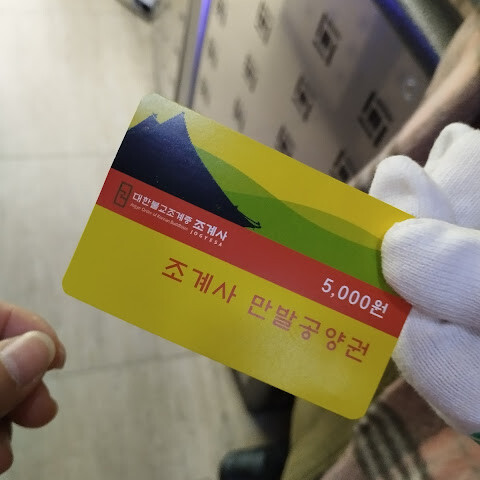 대한불교조계종 조계사
Jogye Order of Korean Buddhism JOGYESA
5,000원
조계사 만발공양권